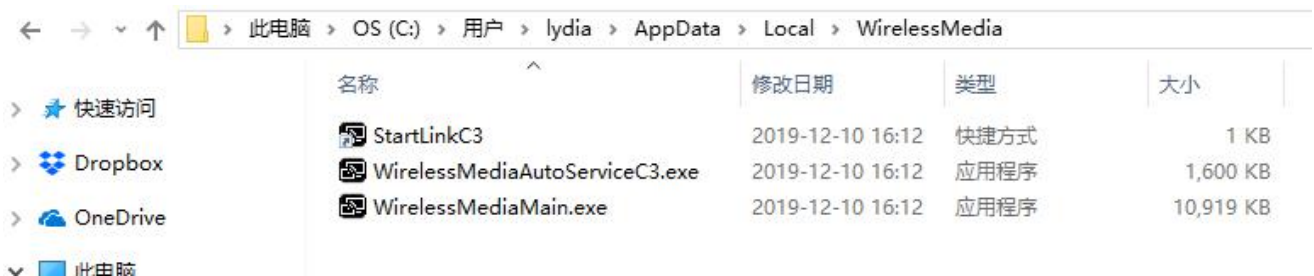 此电脑 > OS (C:) > 用户 > lydia > AppData > Local > WirelessMedia
名称 修改日期 类型 大小
快速访问
StartLinkC3 2019-12-10 16:12 快捷方式 1 KB
Dropbox
WirelessMediaAutoServiceC3.exe 2019-12-10 16:12 应用程序 1,600 KB
WirelessMediaMain.exe 2019-12-10 16:12 应用程序 10,919 KB
OneDrive
此电脑